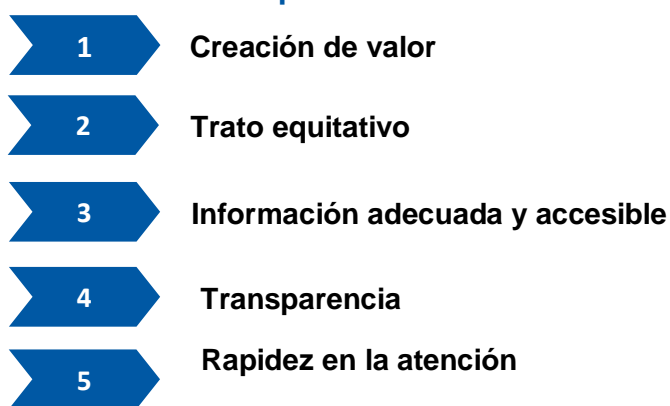 1 Creación de valor
2 Trato equitativo
3 Información adecuada y accesible
4 Transparencia
5 Rapidez en la atención